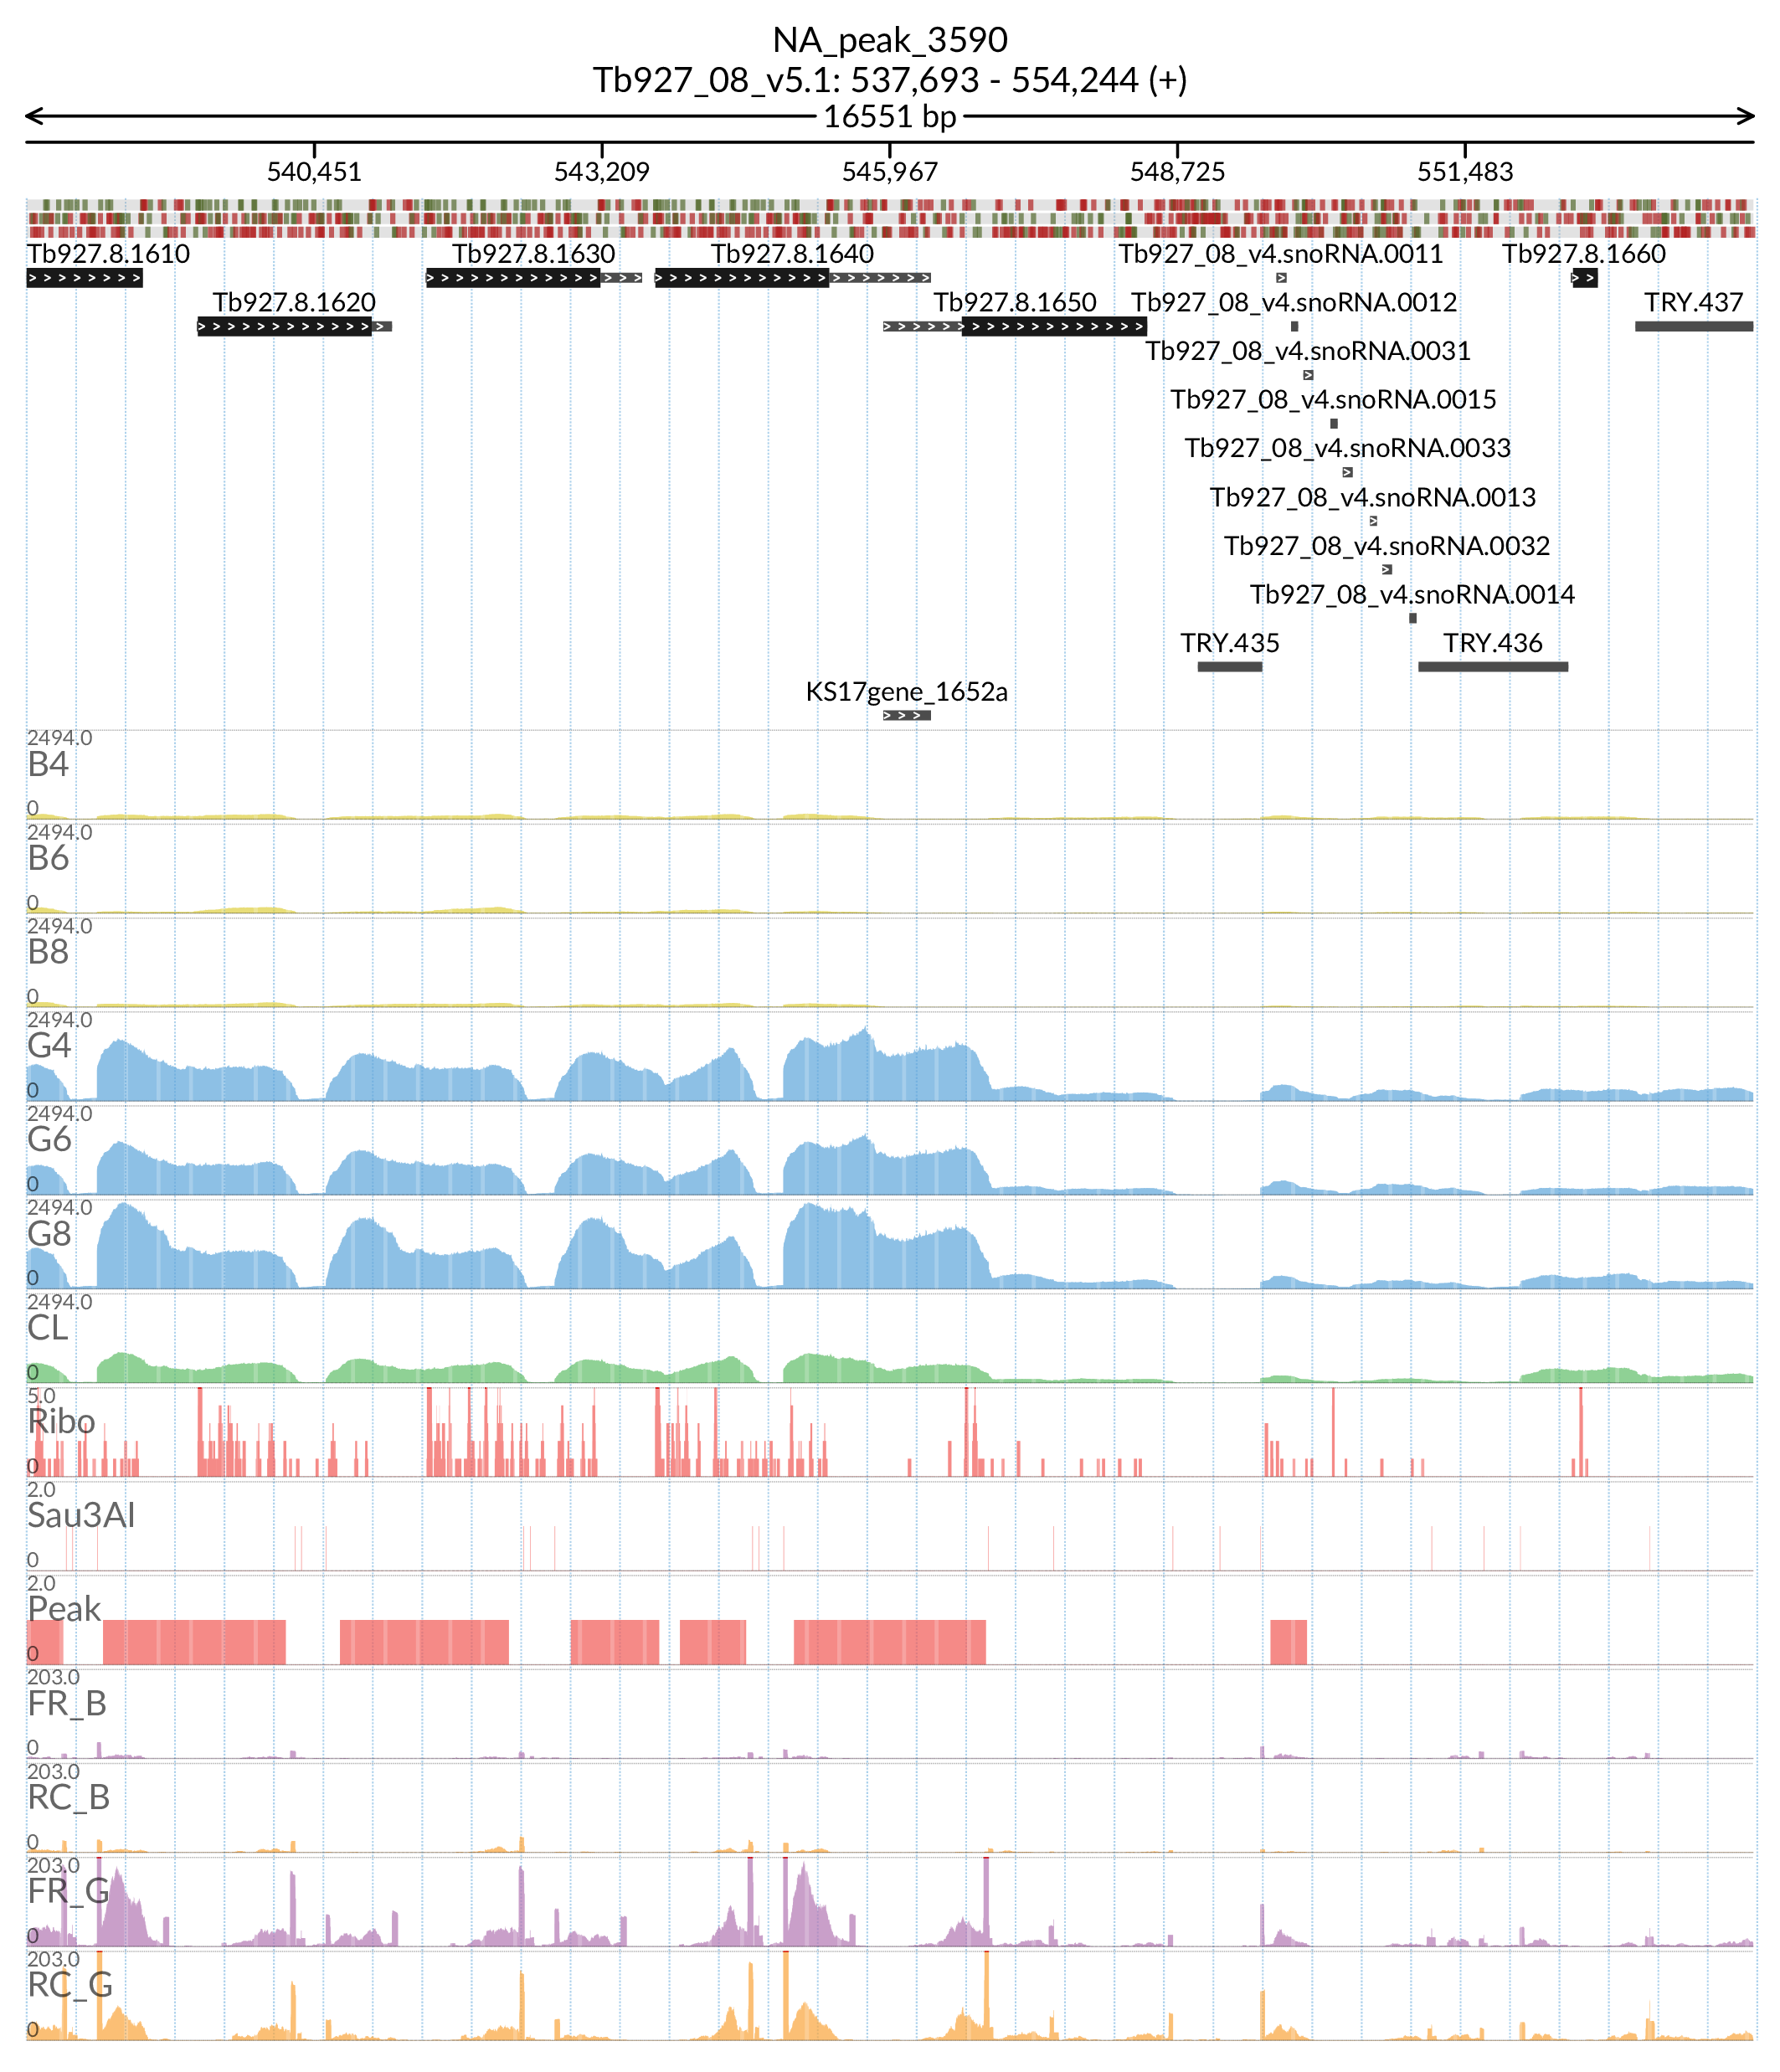 NA_peak_3590
Tb927_08_v5.1: 537,693 - 554,244 (+)
16551 bp
540,451 543,209 545,967 548,725 551,483
Tb927.8.1610 Tb927.8.1630 Tb927.8.1640 Tb927_08_v4.snoRNA.0011 Tb927.8.1660
Tb927.8.1620 Tb927.8.1650 Tb927_08_v4.snoRNA.0012 TRY.437
Tb927_08_v4.snoRNA.0031
Tb927_08_v4.snoRNA.0015
Tb927_08_v4.snoRNA.0033
Tb927_08_v4.snoRNA.0013
Tb927_08_v4.snoRNA.0032
Tb927_08_v4.snoRNA.0014
TRY.435 TRY.436
KS17gene_1652a
2494.0
B4
0
2494.0
B6
0
2494.0
B8
0
2494.0
G4
0
2494.0
G6
0
2494.0
G8
0
2494.0
CL
0
5.0
Ribo
0
2.0
Sau3AI
0
2.0
Peak
0
203.0
FR_B
0
203.0
RC_B
0
203.0
FR_G
0
203.0
RC_G
0